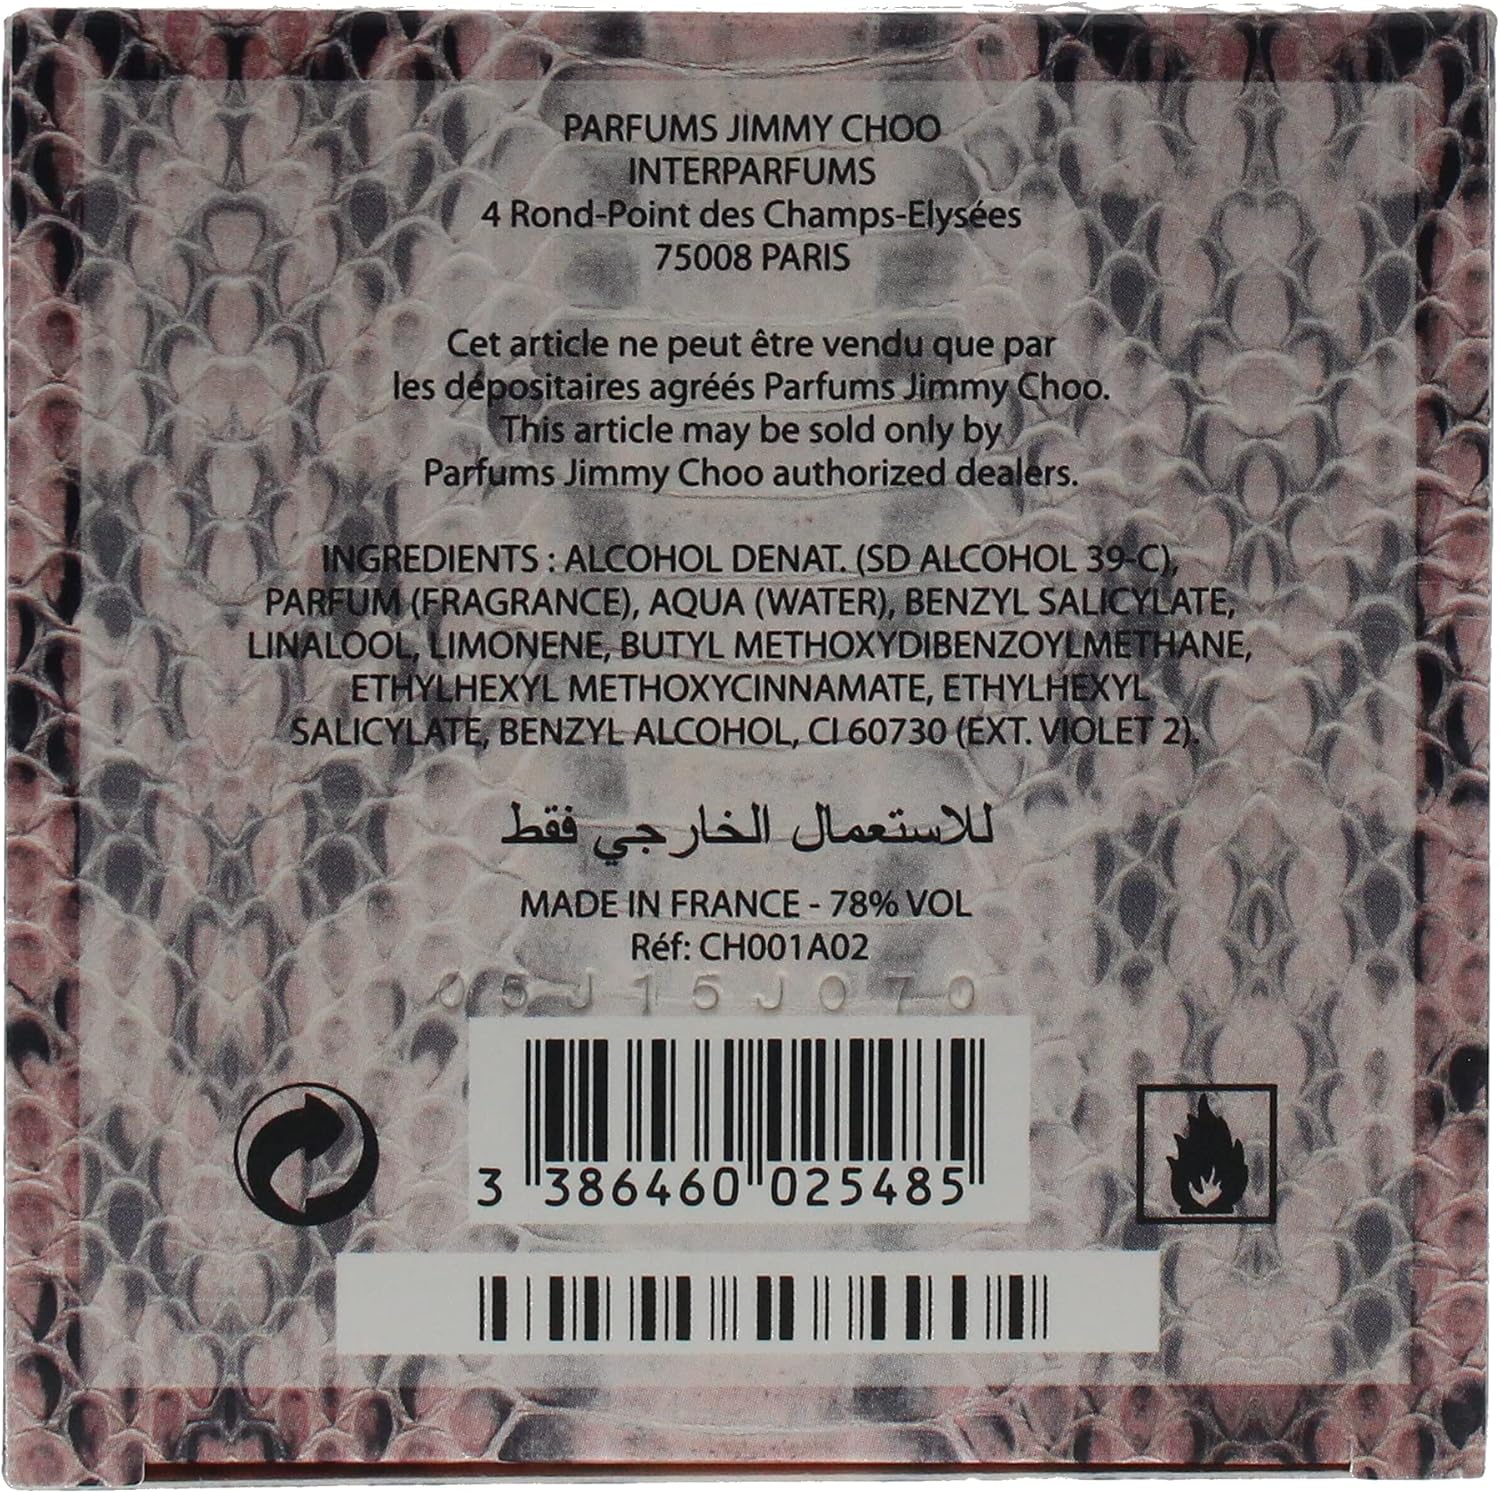 PARFUMS JIMMY CHOO
INTERPARFUMS
4 Rond-Point des Champs-Elysées
75008 PARIS
Cet article ne peut être vendu que par
les dépositaires agréés Parfums Jimmy Choo.
This article may be sold only by
Parfums Jimmy Choo authorized dealers.
INGREDIENTS : ALCOHOL DENAT. (SD ALCOHOL 39-C),
PARFUM (FRAGRANCE), AQUA (WATER), BENZYL SALICYLATE,
LINALOOL, LIMONENE, BUTYL METHOXYDIBENZOYLMETHANE,
ETHYLHEXYL METHOXYCINNAMATE, ETHYLHEXYL
SALICYLATE, BENZYL ALCOHOL, CI 60730 (EXT. VIOLET 2).
للاستعمال الخارجي فقط
MADE IN FRANCE - 78% VOL
Réf: CH001A02
05J15J070
3 386460 025485